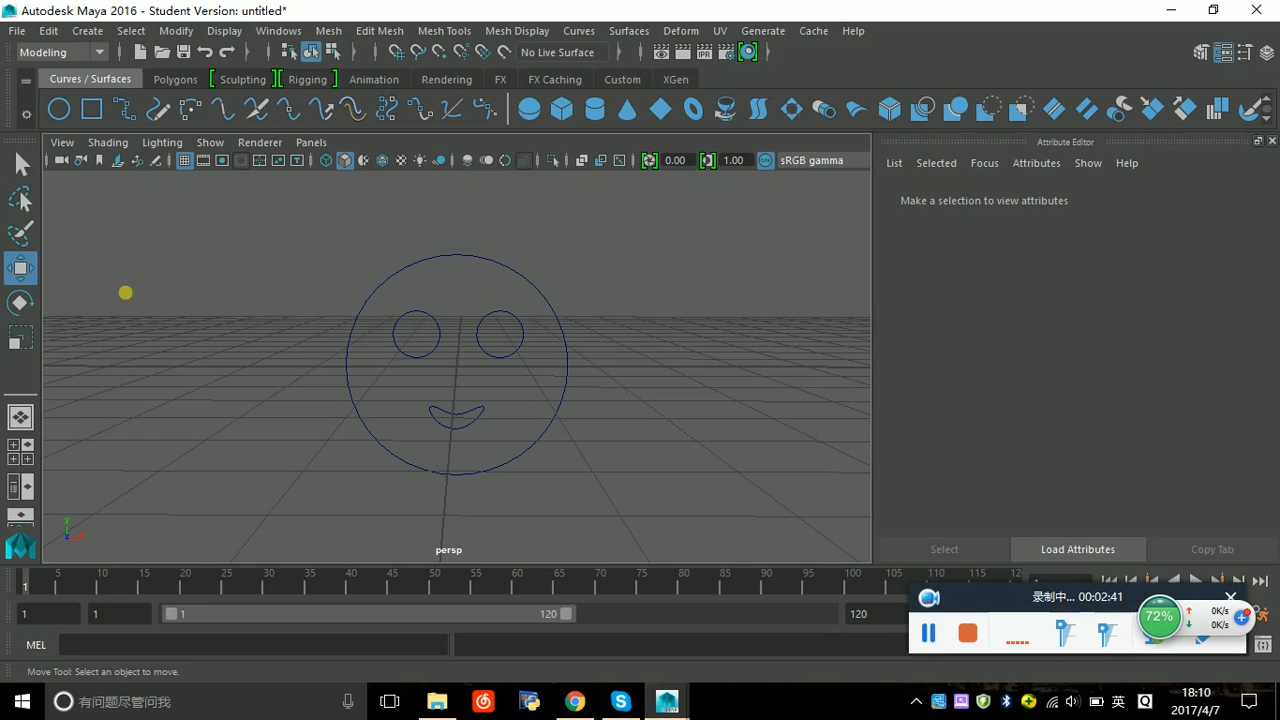 Autodesk Maya 2016 - Student Version: untitled*
File Edit Create Select Modify Display Windows Mesh Edit Mesh Mesh Tools Mesh Display Curves Surfaces Deform UV Generate Cache Help
Modeling No Live Surface
Curves / Surfaces Polygons Sculpting Rigging Animation Rendering FX FX Caching Custom XGen
View Shading Lighting Show Renderer Panels
Attribute Editor
0.00 1.00 sRGB gamma
List Selected Focus Attributes Show Help
Make a selection to view attributes
persp
Select Load Attributes Copy Tab
1 5 10 15 20 25 30 35 40 45 50 55 60 65 70 75 80 85 90 95 100 105 110 115 12
录制中... 00:02:41
1 1 1 120 120
72% 0K/s
0K/s
MEL
Move Tool: Select an object to move.
有问题尽管问我
英
18:10
2017/4/7